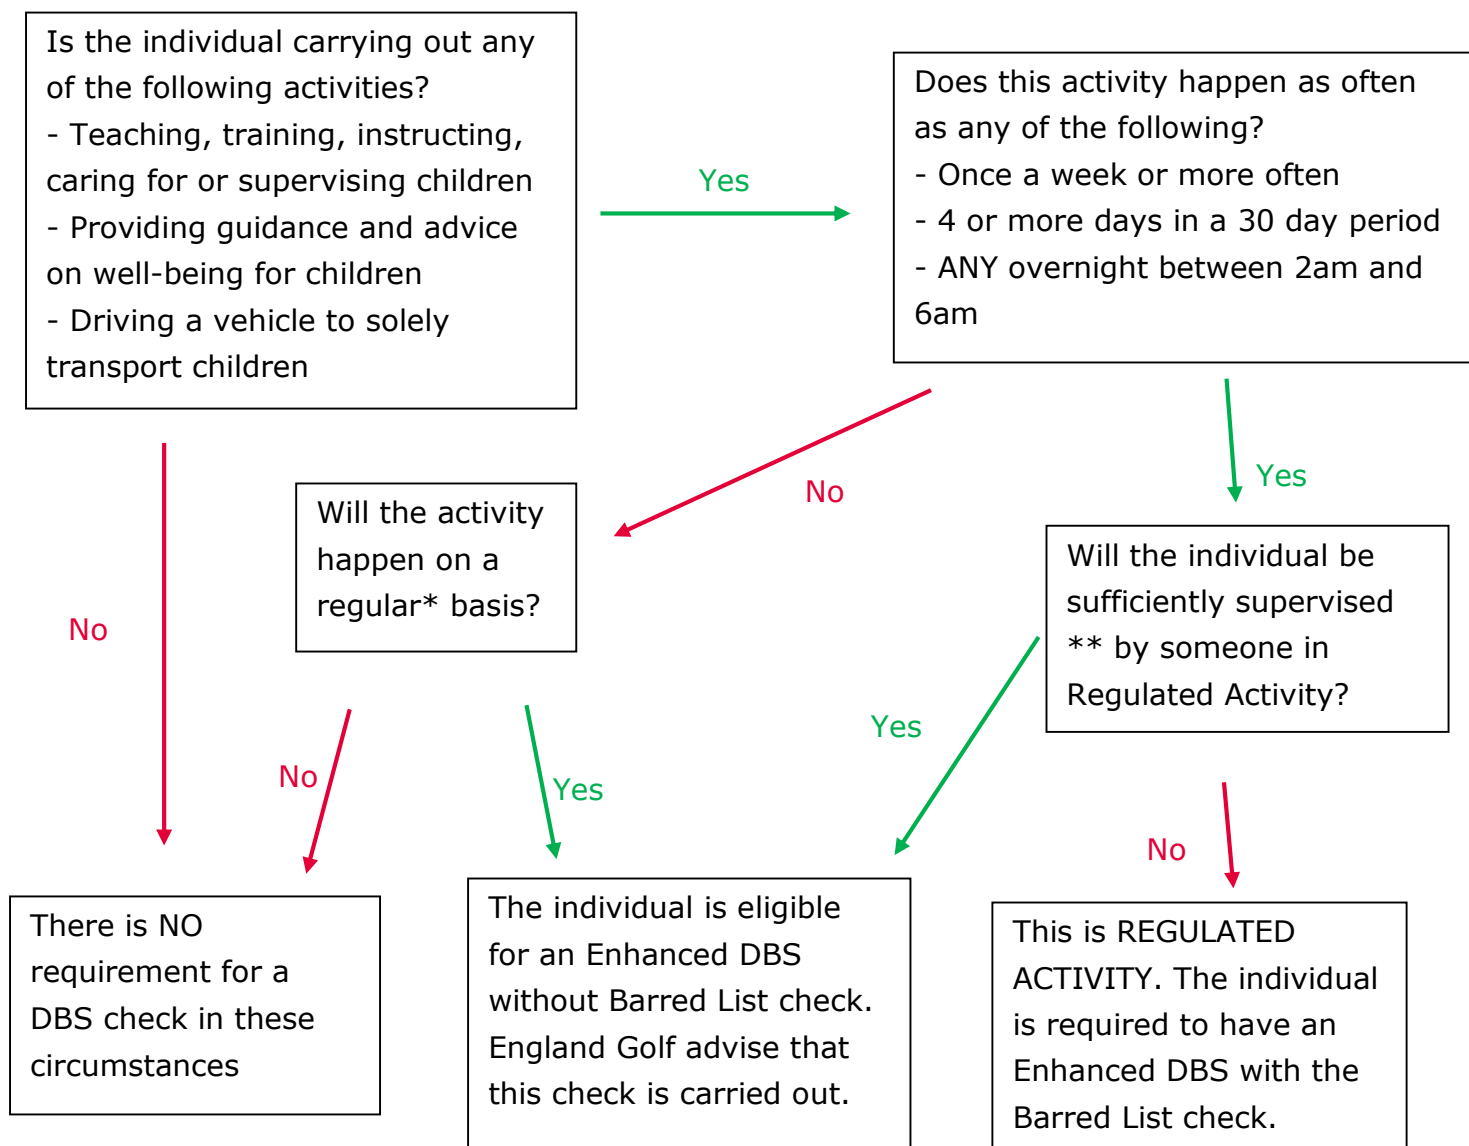 Is the individual carrying out any
of the following activities?
- Teaching, training, instructing,
caring for or supervising children
- Providing guidance and advice
on well-being for children
- Driving a vehicle to solely
transport children
Yes
Does this activity happen as often
as any of the following?
- Once a week or more often
- 4 or more days in a 30 day period
- ANY overnight between 2am and
6am
No
No
Yes
Will the activity
happen on a
regular* basis?
Will the individual be
sufficiently supervised
** by someone in
Regulated Activity?
No
Yes
Yes
No
There is NO
requirement for a
DBS check in these
circumstances
The individual is eligible
for an Enhanced DBS
without Barred List check.
England Golf advise that
this check is carried out.
This is REGULATED
ACTIVITY. The individual
is required to have an
Enhanced DBS with the
Barred List check.